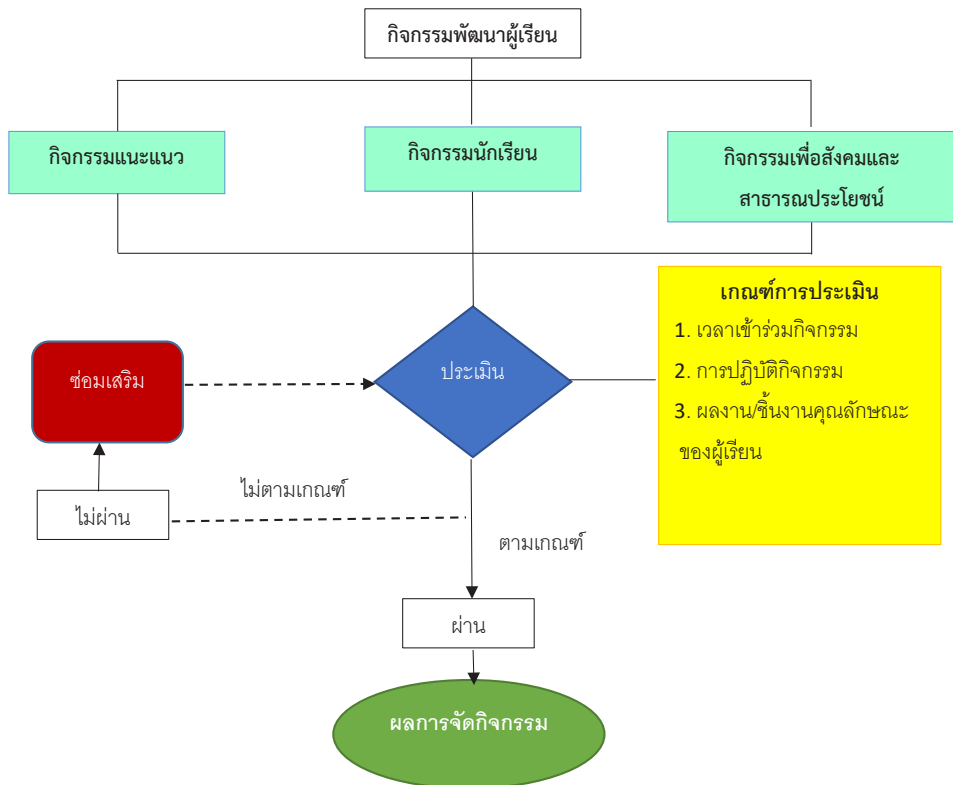 กิจกรรมพัฒนาผู้เรียน
กิจกรรมแนะแนว
กิจกรรมนักเรียน
กิจกรรมเพื่อสังคมและ
สาธารณประโยชน์
เกณฑ์การประเมิน
1. เวลาเข้าร่วมกิจกรรม
2. การปฏิบัติกิจกรรม
3. ผลงาน/ชิ้นงานคุณลักษณะ
ของผู้เรียน
ซ่อมเสริม
ประเมิน
ไม่ตามเกณฑ์
ไม่ผ่าน
ตามเกณฑ์
ผ่าน
ผลการจัดกิจกรรม